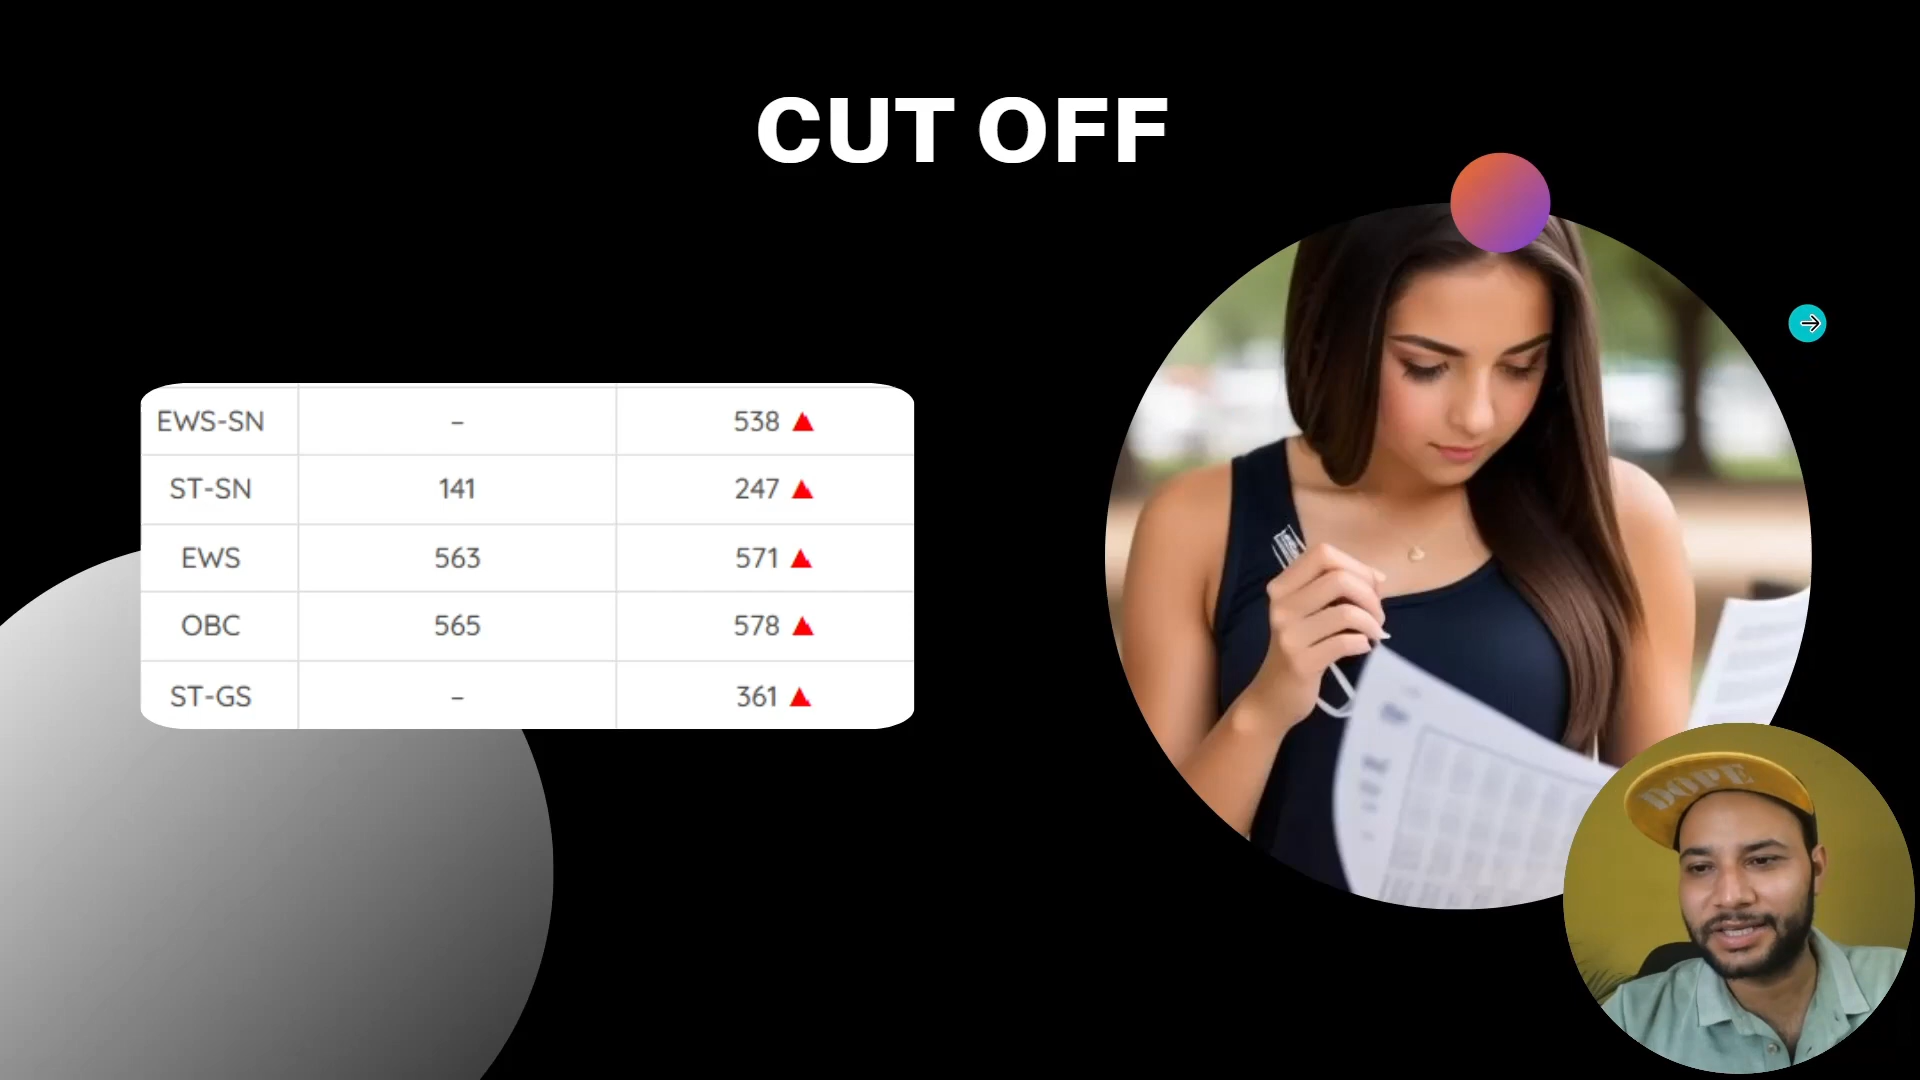 CUT OFF
EWS-SN – 538
ST-SN 141 247
EWS 563 571
OBC 565 578
ST-GS – 361
DOPE